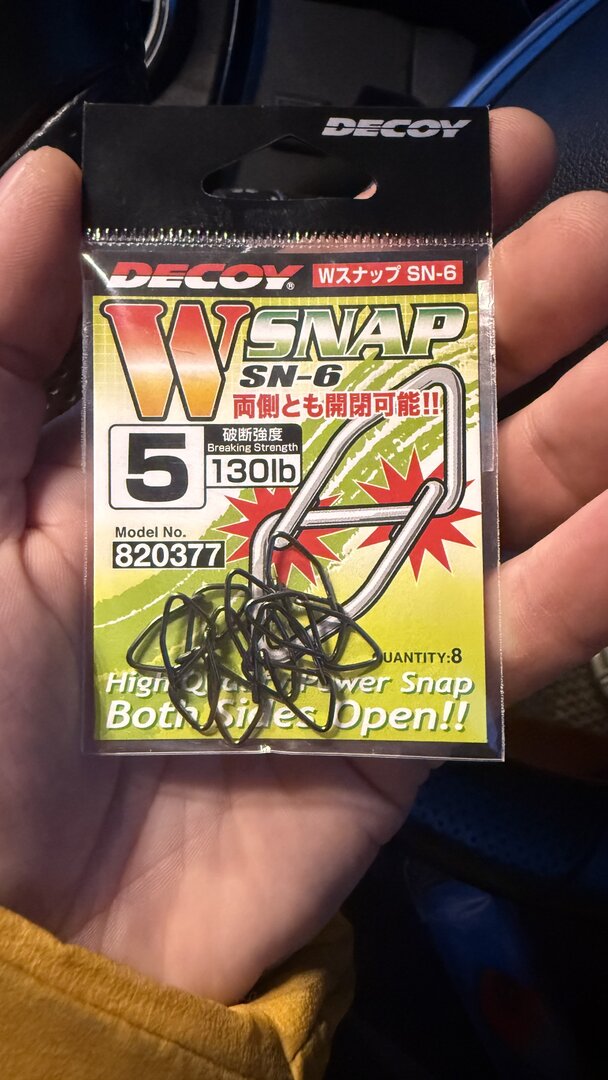 DECOY
DECOY®
Wスナップ SN-6
W SNAP
SN-6
両側とも開閉可能!!
5
破断強度
Breaking Strength
130lb
Model No.
820377
QUANTITY:8
High Quality Power Snap
Both Sides Open!!